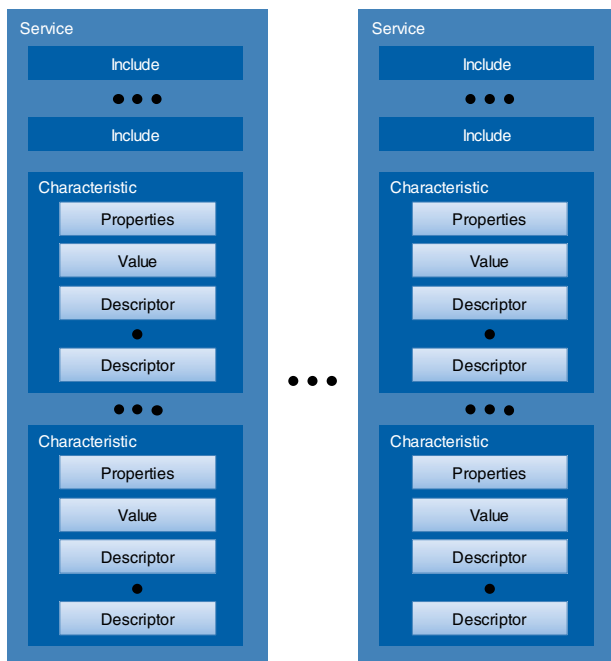 Service
Include
Include
Characteristic
Properties
Value
Descriptor
Descriptor
Characteristic
Properties
Value
Descriptor
Descriptor
Service
Include
Include
Characteristic
Properties
Value
Descriptor
Descriptor
Characteristic
Properties
Value
Descriptor
Descriptor